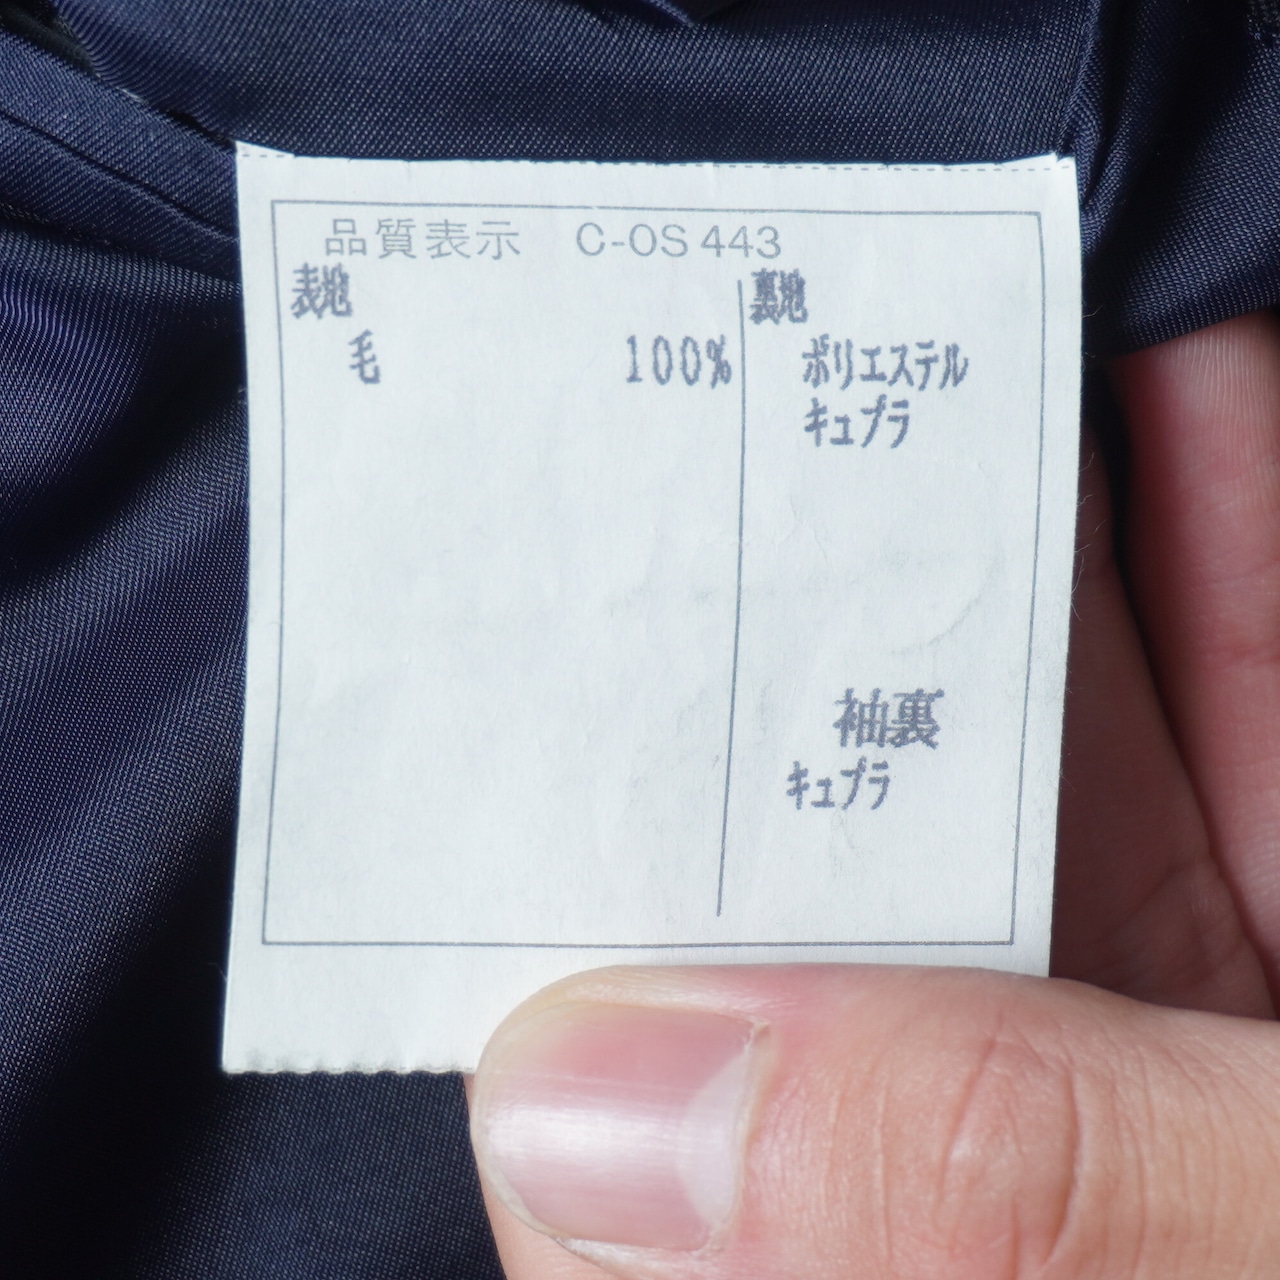 品質表示 C-OS 443
表地
毛 100%
裏地
ポリエステル
キュプラ
袖裏
キュプラ